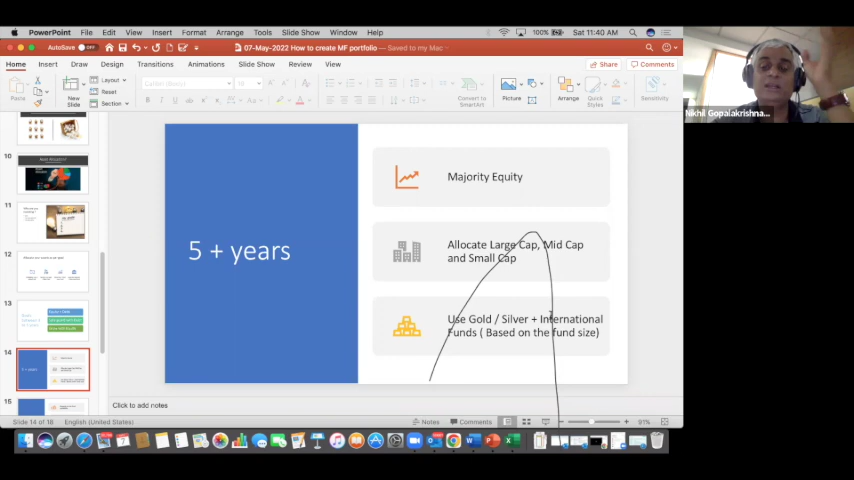 PowerPoint File Edit View Insert Format Arrange Tools Slide Show Window Help
100% Sat 11:40 AM
AutoSave OFF
07-May-2022 How to create MF portfolio – Saved to my Mac
Home Insert Draw Design Transitions Animations Slide Show Review View
Share Comments
Paste
New Slide
Layout
Reset
Section
Convert to SmartArt
Picture
Arrange
Quick Styles
Sensitivity
Nikhil Gopalakrishna...
10
11
12
13
14
15
5 + years
Majority Equity
Allocate Large Cap, Mid Cap
and Small Cap
Use Gold / Silver + International
Funds ( Based on the fund size)
Click to add notes
Slide 14 of 18 English (United States)
Notes Comments
91%